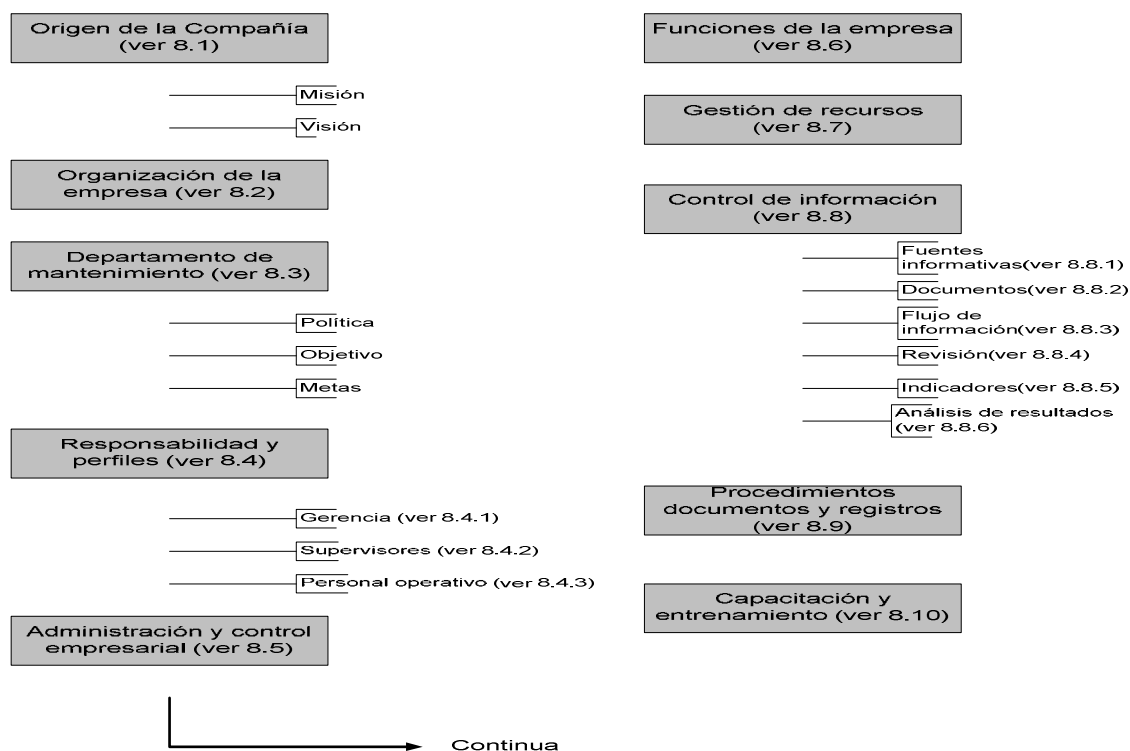 Origen de la Compañía
(ver 8.1)
Misión
Visión
Organización de la
empresa (ver 8.2)
Departamento de
mantenimiento (ver 8.3)
Política
Objetivo
Metas
Responsabilidad y
perfiles (ver 8.4)
Gerencia (ver 8.4.1)
Supervisores (ver 8.4.2)
Personal operativo (ver 8.4.3)
Administración y control
empresarial (ver 8.5)
Continua
Funciones de la empresa
(ver 8.6)
Gestión de recursos
(ver 8.7)
Control de información
(ver 8.8)
Fuentes
informativas(ver 8.8.1)
Documentos(ver 8.8.2)
Flujo de
información(ver 8.8.3)
Revisión(ver 8.8.4)
Indicadores(ver 8.8.5)
Análisis de resultados
(ver 8.8.6)
Procedimientos
documentos y registros
(ver 8.9)
Capacitación y
entrenamiento (ver 8.10)